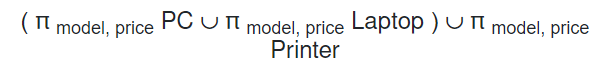 ( π model, price PC ∪ π model, price Laptop ) ∪ π model, price
Printer